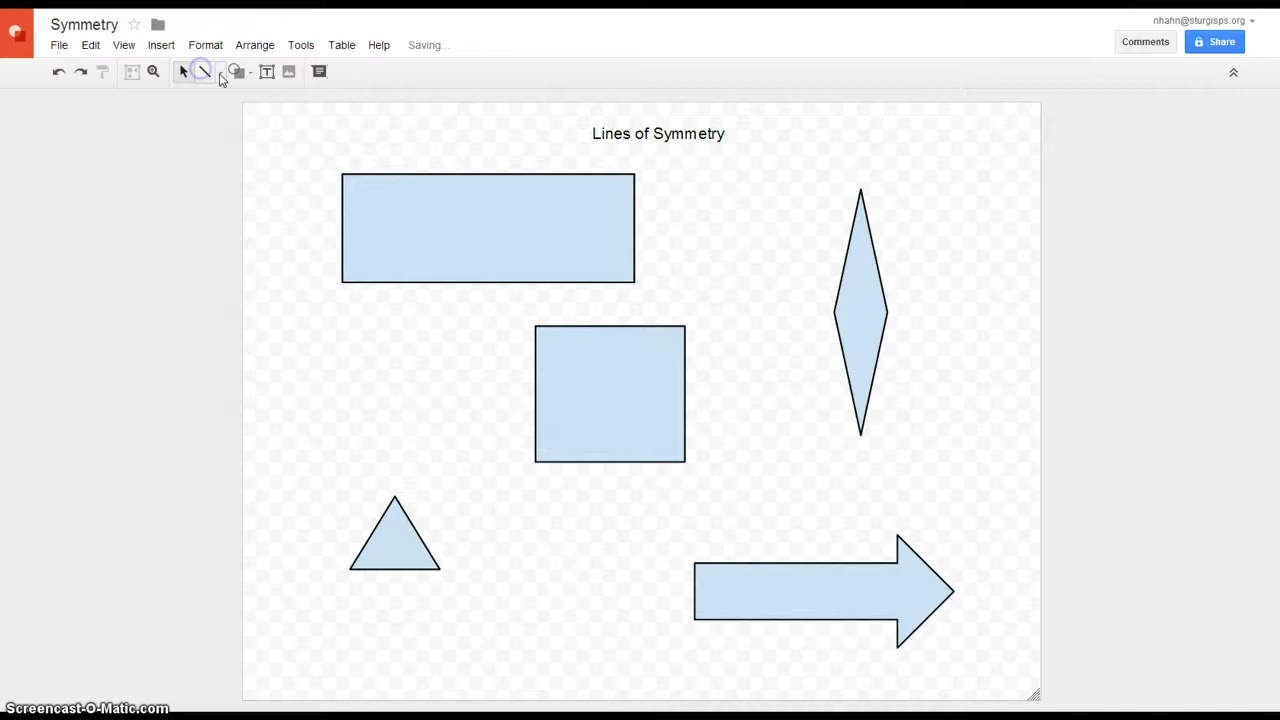 Symmetry
nhahn@sturgisps.org
File Edit View Insert Format Arrange Tools Table Help Saving...
Comments Share
Lines of Symmetry
Screencast-O-Matic.com